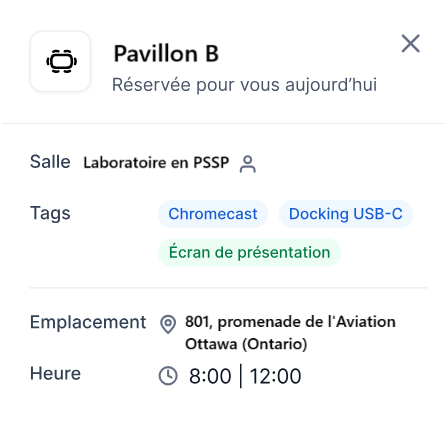 Pavillon B
Réservée pour vous aujourd’hui
Salle Laboratoire en PSSP
Tags Chromecast Docking USB-C
Écran de présentation
Emplacement 801, promenade de l'Aviation
Ottawa (Ontario)
Heure 8:00 | 12:00